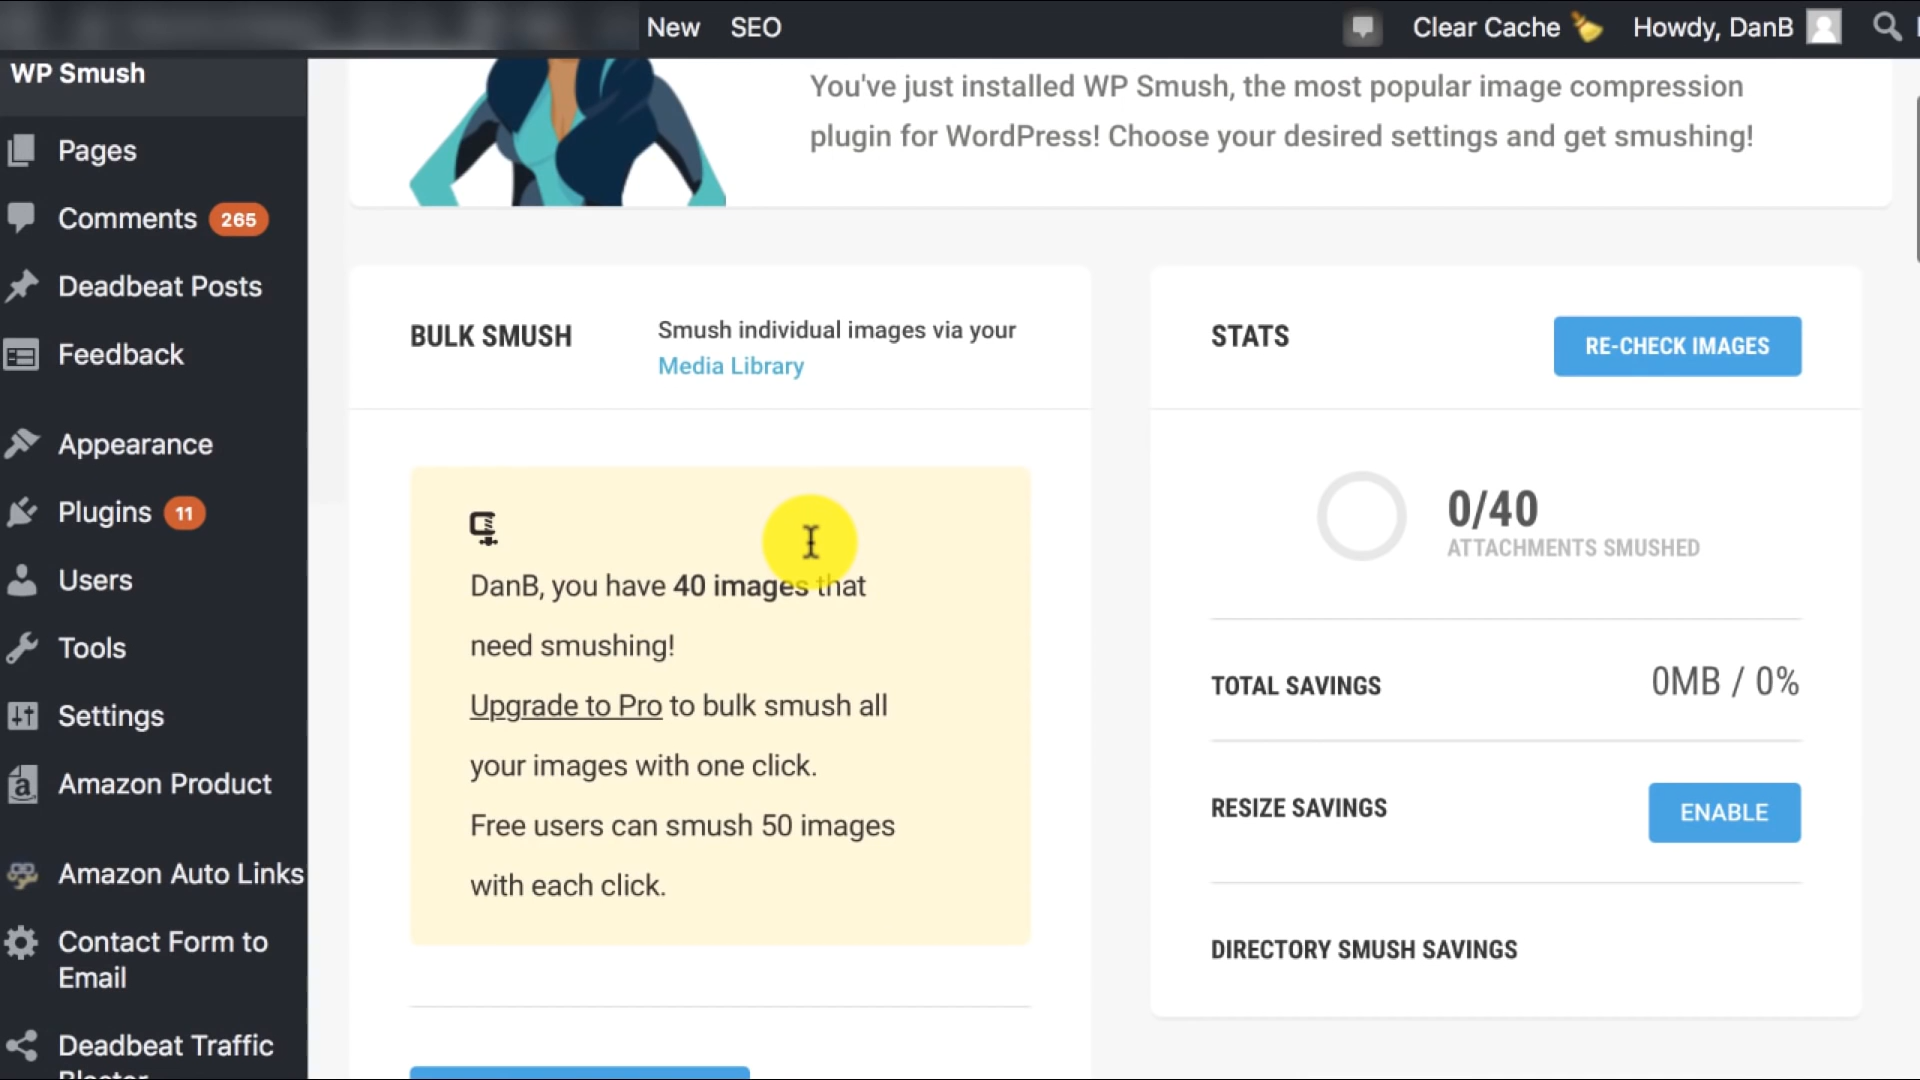 New SEO Clear Cache Howdy, DanB
WP Smush
Pages
Comments 265
Deadbeat Posts
Feedback
Appearance
Plugins 11
Users
Tools
Settings
Amazon Product
Amazon Auto Links
Contact Form to
Email
Deadbeat Traffic
You've just installed WP Smush, the most popular image compression
plugin for WordPress! Choose your desired settings and get smushing!
BULK SMUSH
Smush individual images via your
Media Library
DanB, you have 40 images that
need smushing!
Upgrade to Pro to bulk smush all
your images with one click.
Free users can smush 50 images
with each click.
STATS
RE-CHECK IMAGES
0/40
ATTACHMENTS SMUSHED
TOTAL SAVINGS 0MB / 0%
RESIZE SAVINGS ENABLE
DIRECTORY SMUSH SAVINGS